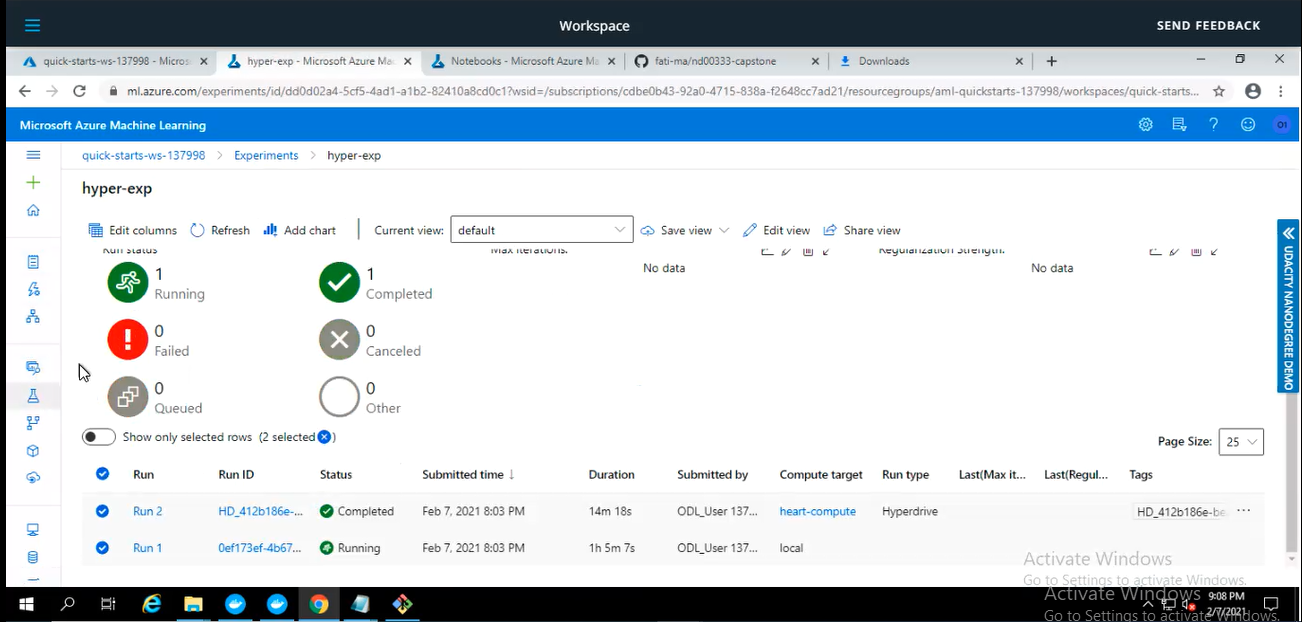 Workspace
SEND FEEDBACK
quick-starts-ws-137998 - Micros
hyper-exp - Microsoft Azure Mac
Notebooks - Microsoft Azure Ma
fati-ma/nd00333-capstone
Downloads
ml.azure.com/experiments/id/dd0d02a4-5cf5-4ad1-a1b2-82410a8cd0c1?wsid=/subscriptions/cdbe0b43-92a0-4715-838a-f2648cc7ad21/resourcegroups/aml-quickstarts-137998/workspaces/quick-starts...
Microsoft Azure Machine Learning
01
quick-starts-ws-137998 > Experiments > hyper-exp
hyper-exp
Edit columns Refresh Add chart Current view: default Save view Edit view Share view
Run status
Max Iterations:
Regularization Strength:
No data
No data
1 Running
1 Completed
0 Failed
0 Canceled
0 Queued
0 Other
Show only selected rows (2 selected)
Page Size: 25
Run Run ID Status Submitted time ↓ Duration Submitted by Compute target Run type Last(Max it... Last(Regul... Tags
Run 2 HD_412b186e-... Completed Feb 7, 2021 8:03 PM 14m 18s ODL_User 137... heart-compute Hyperdrive HD_412b186e-be ...
Run 1 0ef173ef-4b67... Running Feb 7, 2021 8:03 PM 1h 5m 7s ODL_User 137... local
UDACITY NANODEGREE DEMO
Activate Windows
Go to Settings to activate Windows.
Activate Windows
Go to Settings to activate Windows.
9:08 PM
2/7/2021